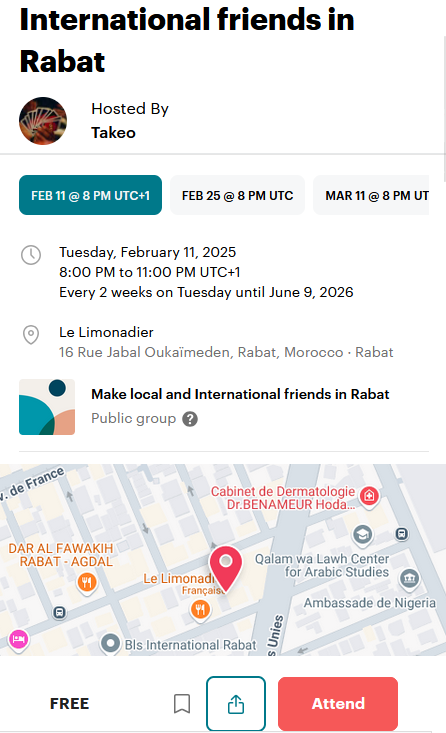 International friends in
Rabat
Hosted By
Takeo
FEB 11 @ 8 PM UTC+1
FEB 25 @ 8 PM UTC
MAR 11 @ 8 PM UT
Tuesday, February 11, 2025
8:00 PM to 11:00 PM UTC+1
Every 2 weeks on Tuesday until June 9, 2026
Le Limonadier
16 Rue Jabal Oukaïmeden, Rabat, Morocco · Rabat
Make local and International friends in Rabat
Public group ?
v. de France
Cabinet de Dermatologie
Dr.BENAMEUR Hoda...
DAR AL FAWAKIH
RABAT - AGDAL
Le Limonadi
Française
Qalam wa Lawh Center
for Arabic Studies
Ambassade de Nigeria
Bls International Rabat
s Unies
FREE
Attend